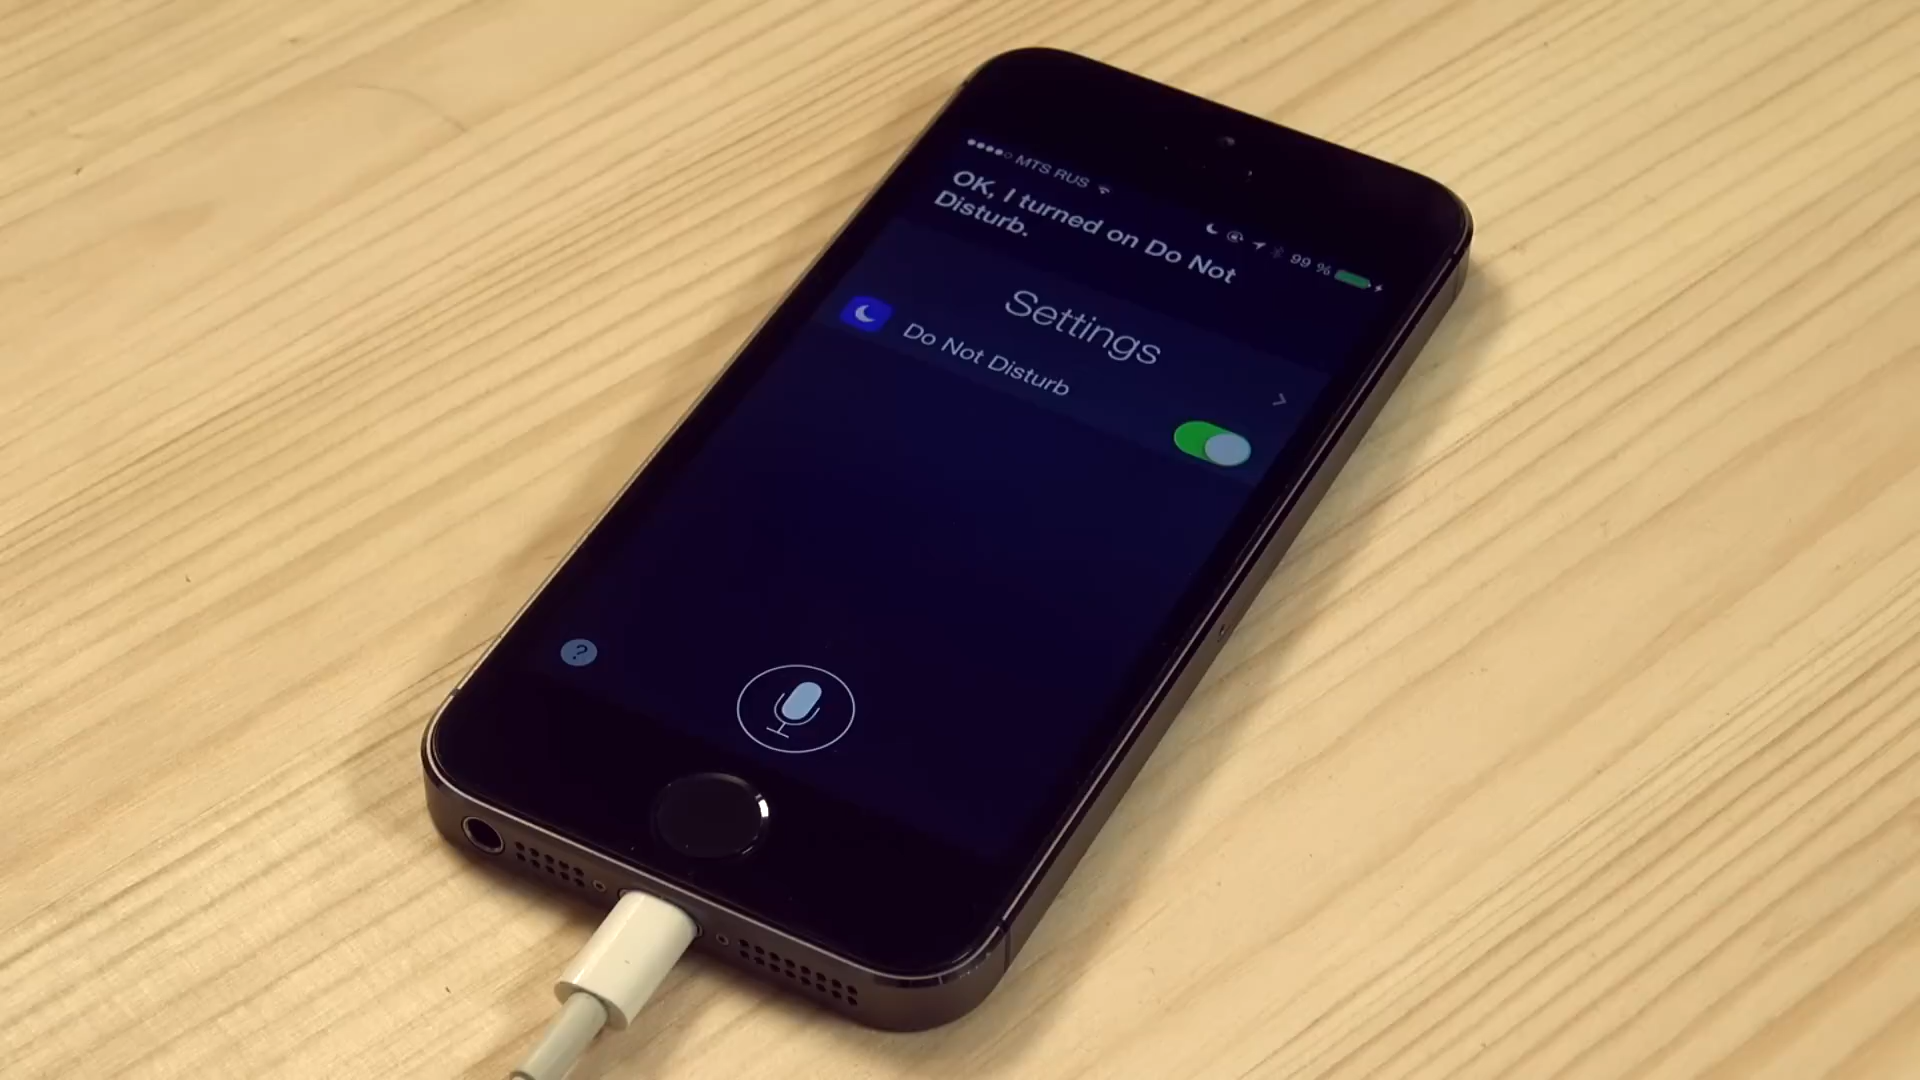 MTS RUS
99 %
OK, I turned on Do Not
Disturb.
Settings
Do Not Disturb
?